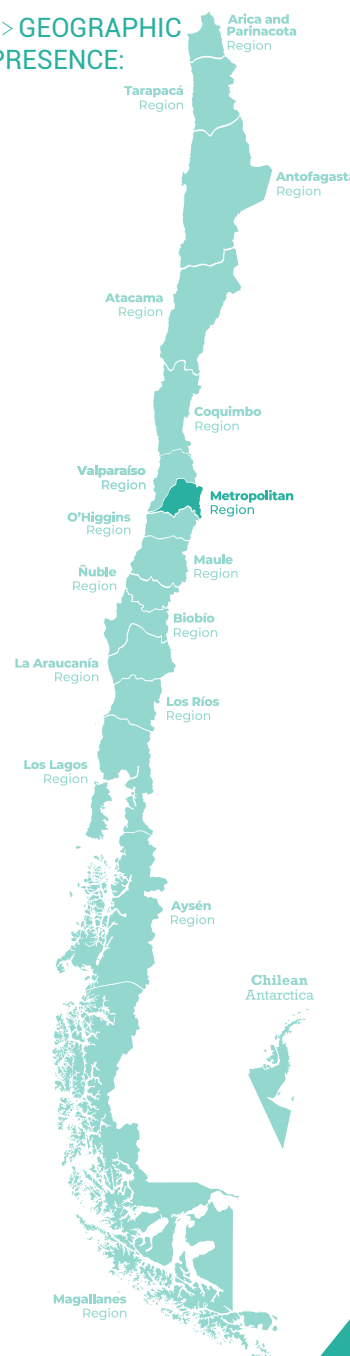 > GEOGRAPHIC
PRESENCE:
Arica and
Parinacota
Region
Tarapacá
Region
Antofagasta
Region
Atacama
Region
Coquimbo
Region
Valparaíso
Region
Metropolitan
Region
O'Higgins
Region
Maule
Region
Ñuble
Region
Biobío
Region
La Araucanía
Region
Los Ríos
Region
Los Lagos
Region
Aysén
Region
Chilean
Antarctica
Magallanes
Region